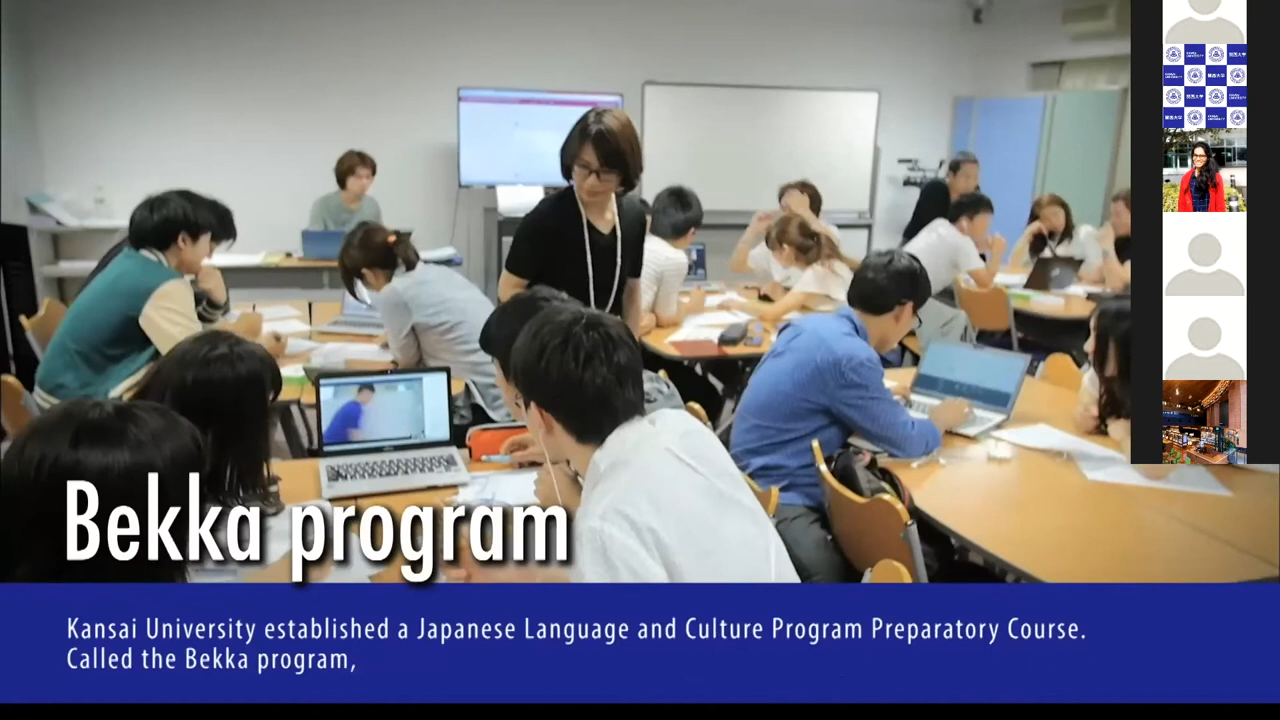 Bekka program
Kansai University established a Japanese Language and Culture Program Preparatory Course.
Called the Bekka program,